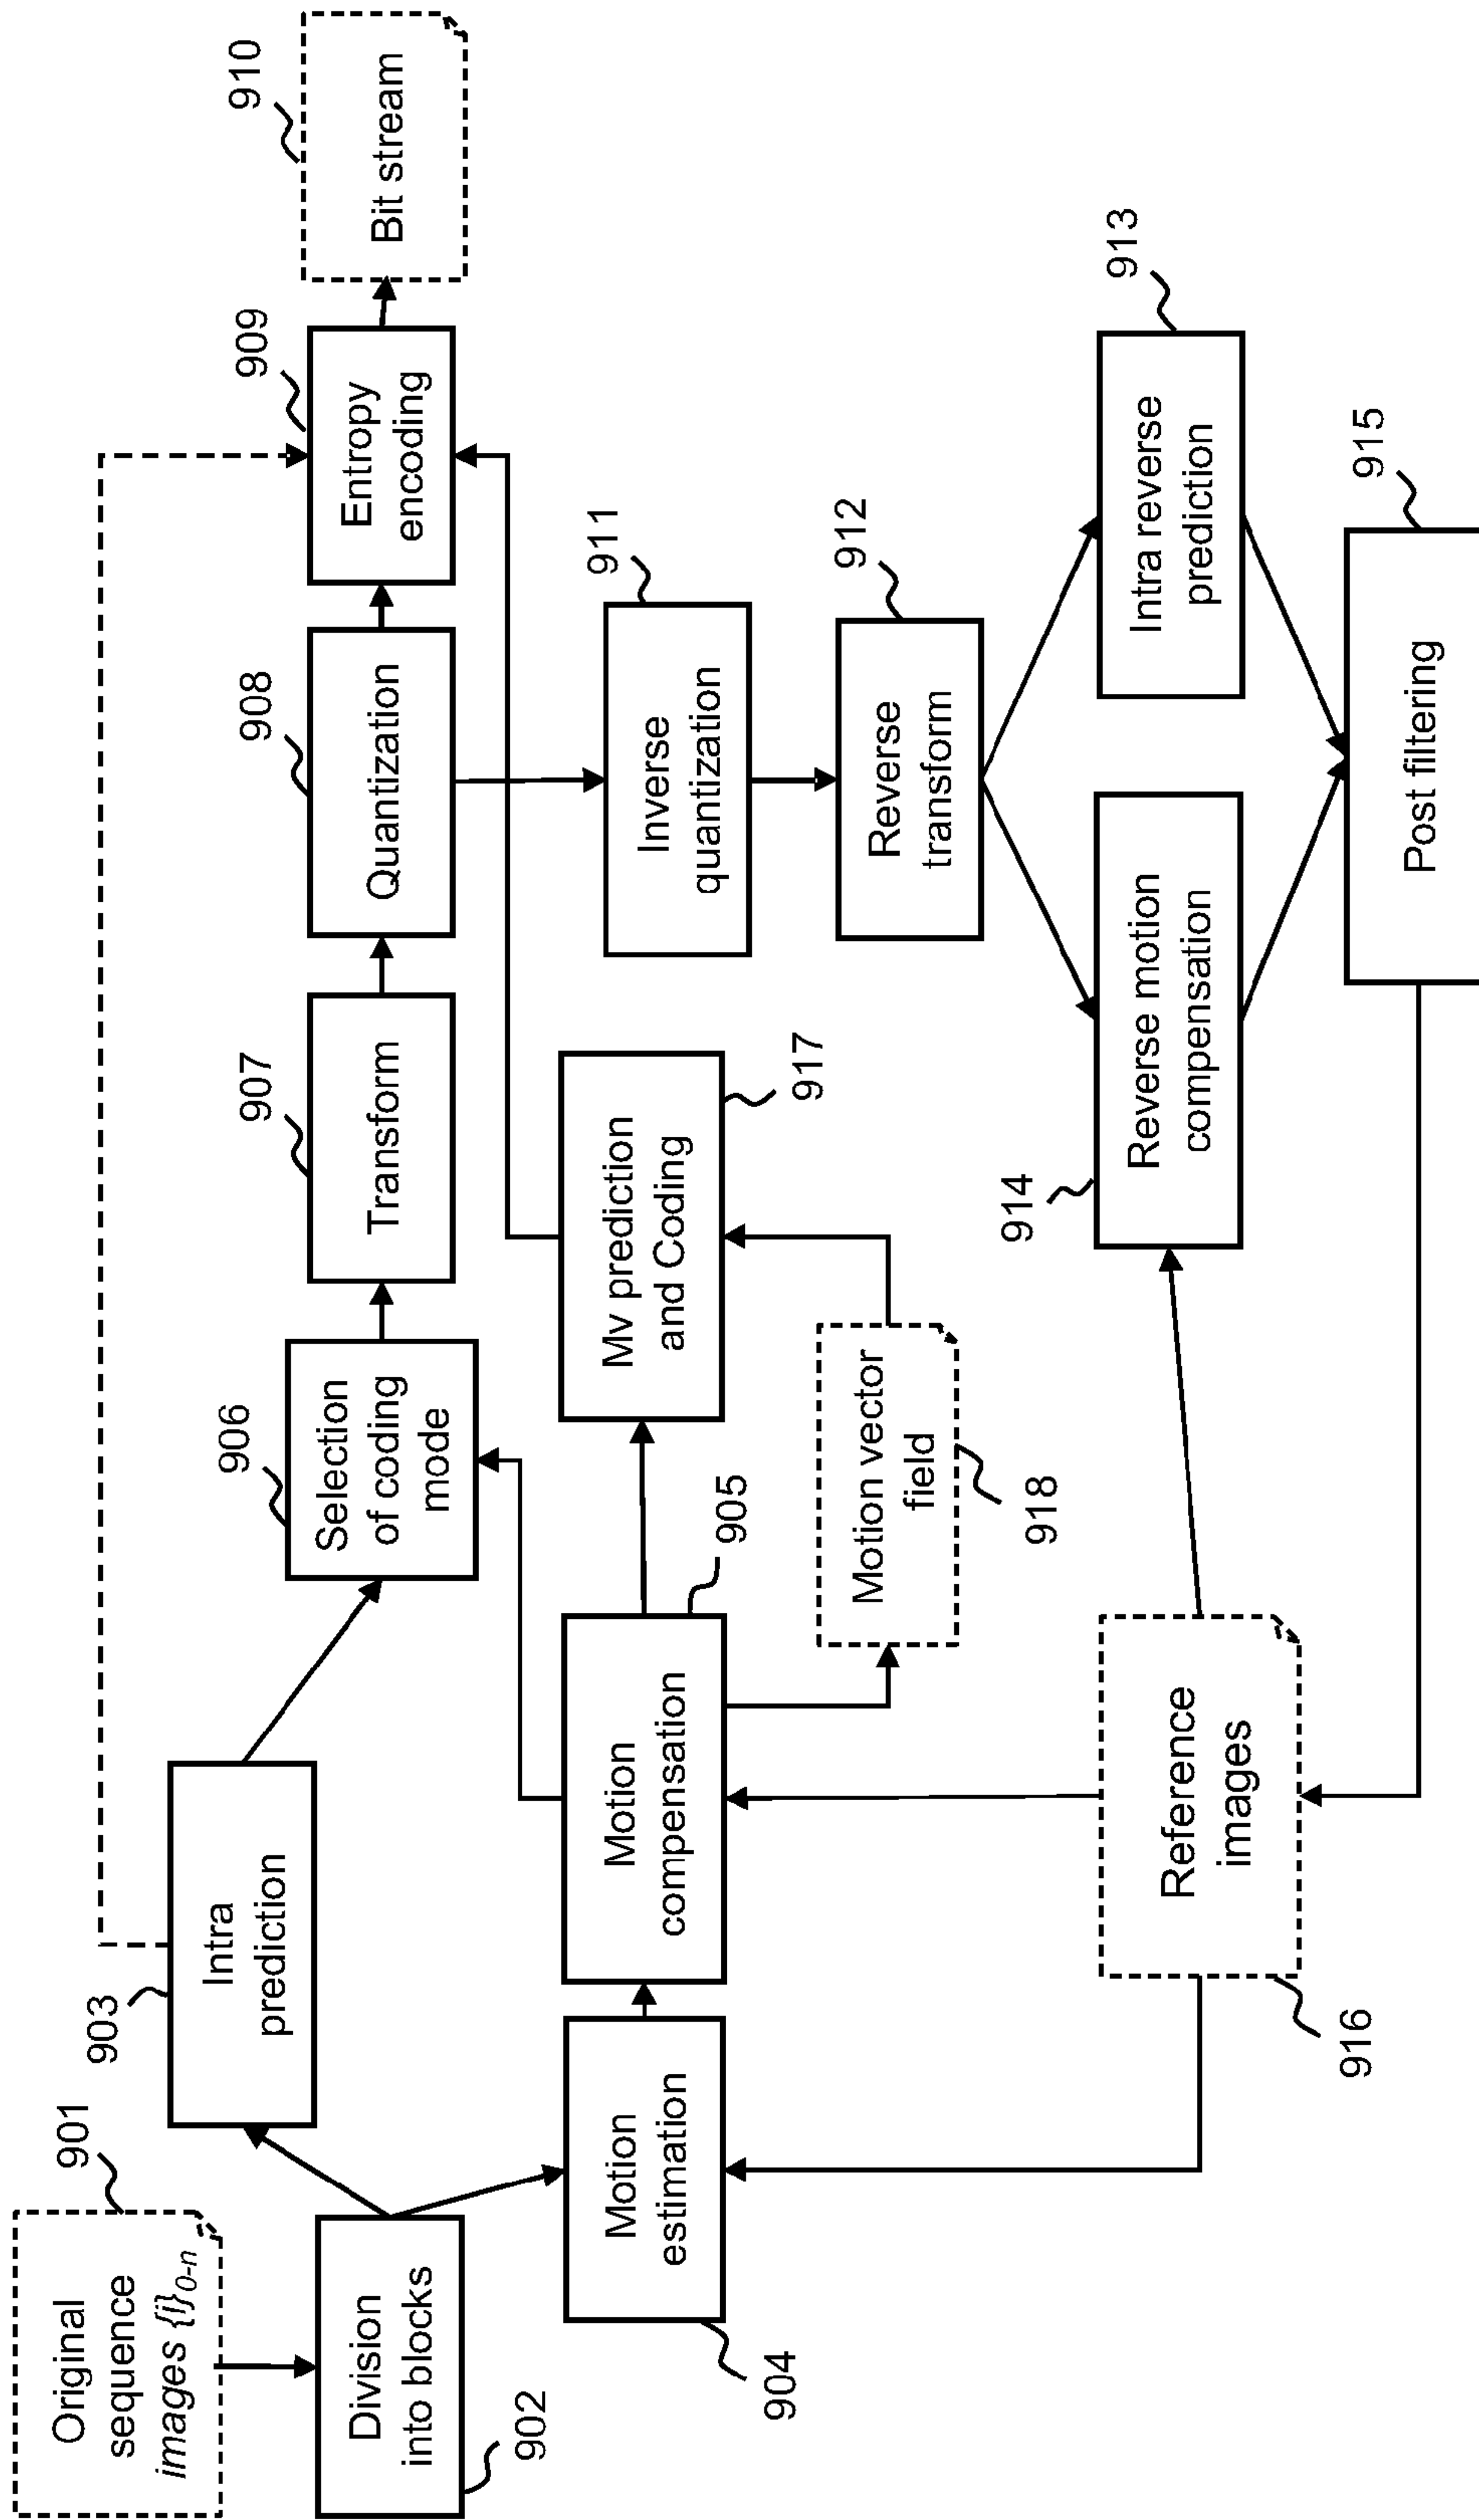 901
Original
sequence
images {i}0-n
Division
into blocks
902
903
Intra
prediction
Motion
estimation
904
Motion
compensation
905
906
Selection
of coding
mode
907
Transform
908
Quantization
909
Entropy
encoding
910
Bit stream
Mv prediction
and Coding
917
Motion vector
field
918
911
Inverse
quantization
912
Reverse
transform
913
Intra reverse
prediction
914
Reverse motion
compensation
915
Post filtering
Reference
images
916